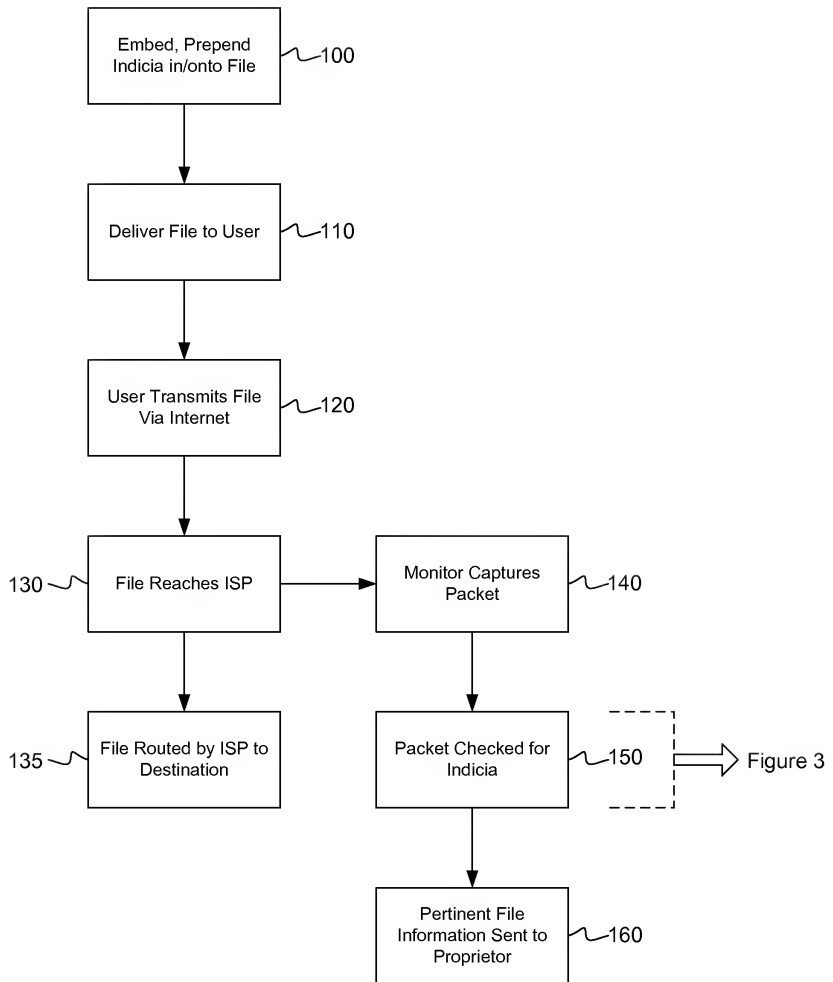 Embed, Prepend
Indicia in/onto File
100
Deliver File to User
110
User Transmits File
Via Internet
120
130
File Reaches ISP
Monitor Captures
Packet
140
135
File Routed by ISP to
Destination
Packet Checked for
Indicia
150
Figure 3
Pertinent File
Information Sent to
Proprietor
160